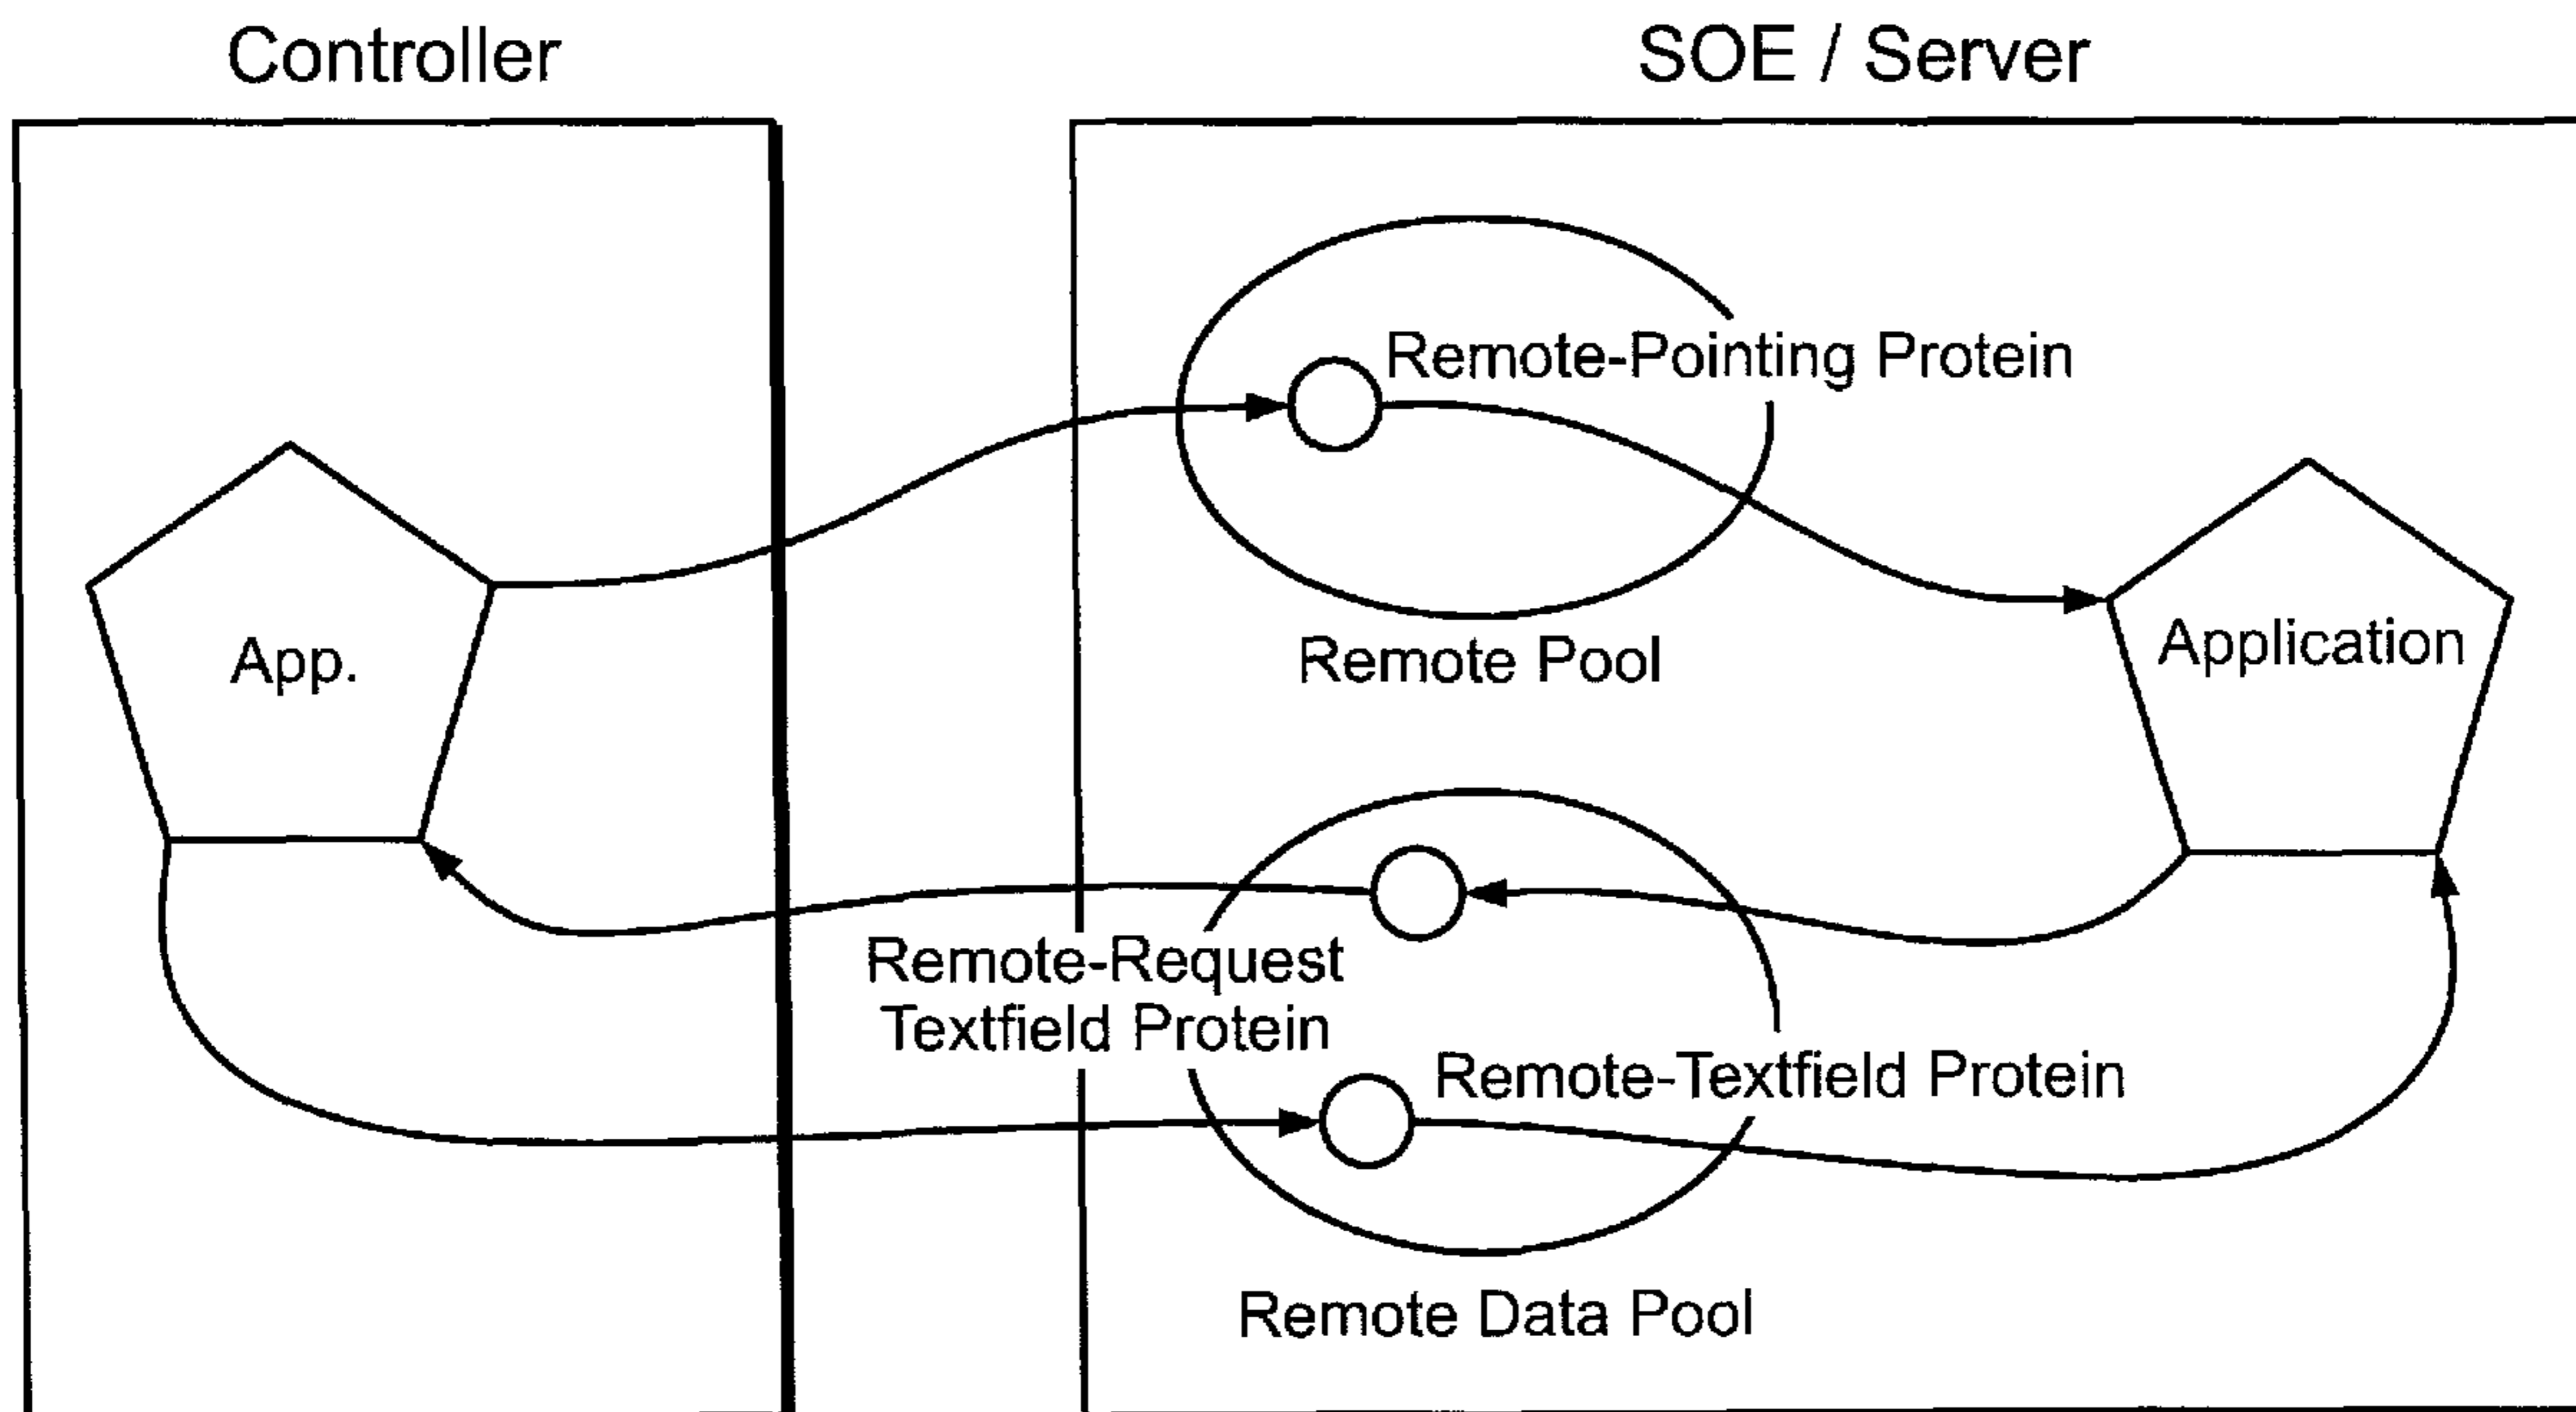 Controller
SOE / Server
Remote-Pointing Protein
App.
Application
Remote Pool
Remote-Request
Textfield Protein
Remote-Textfield Protein
Remote Data Pool